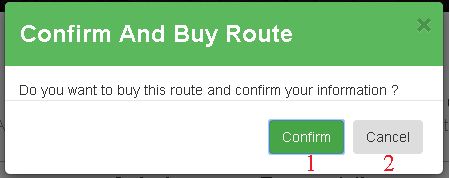 Confirm And Buy Route ×
Do you want to buy this route and confirm your information ?
Confirm Cancel
1 2